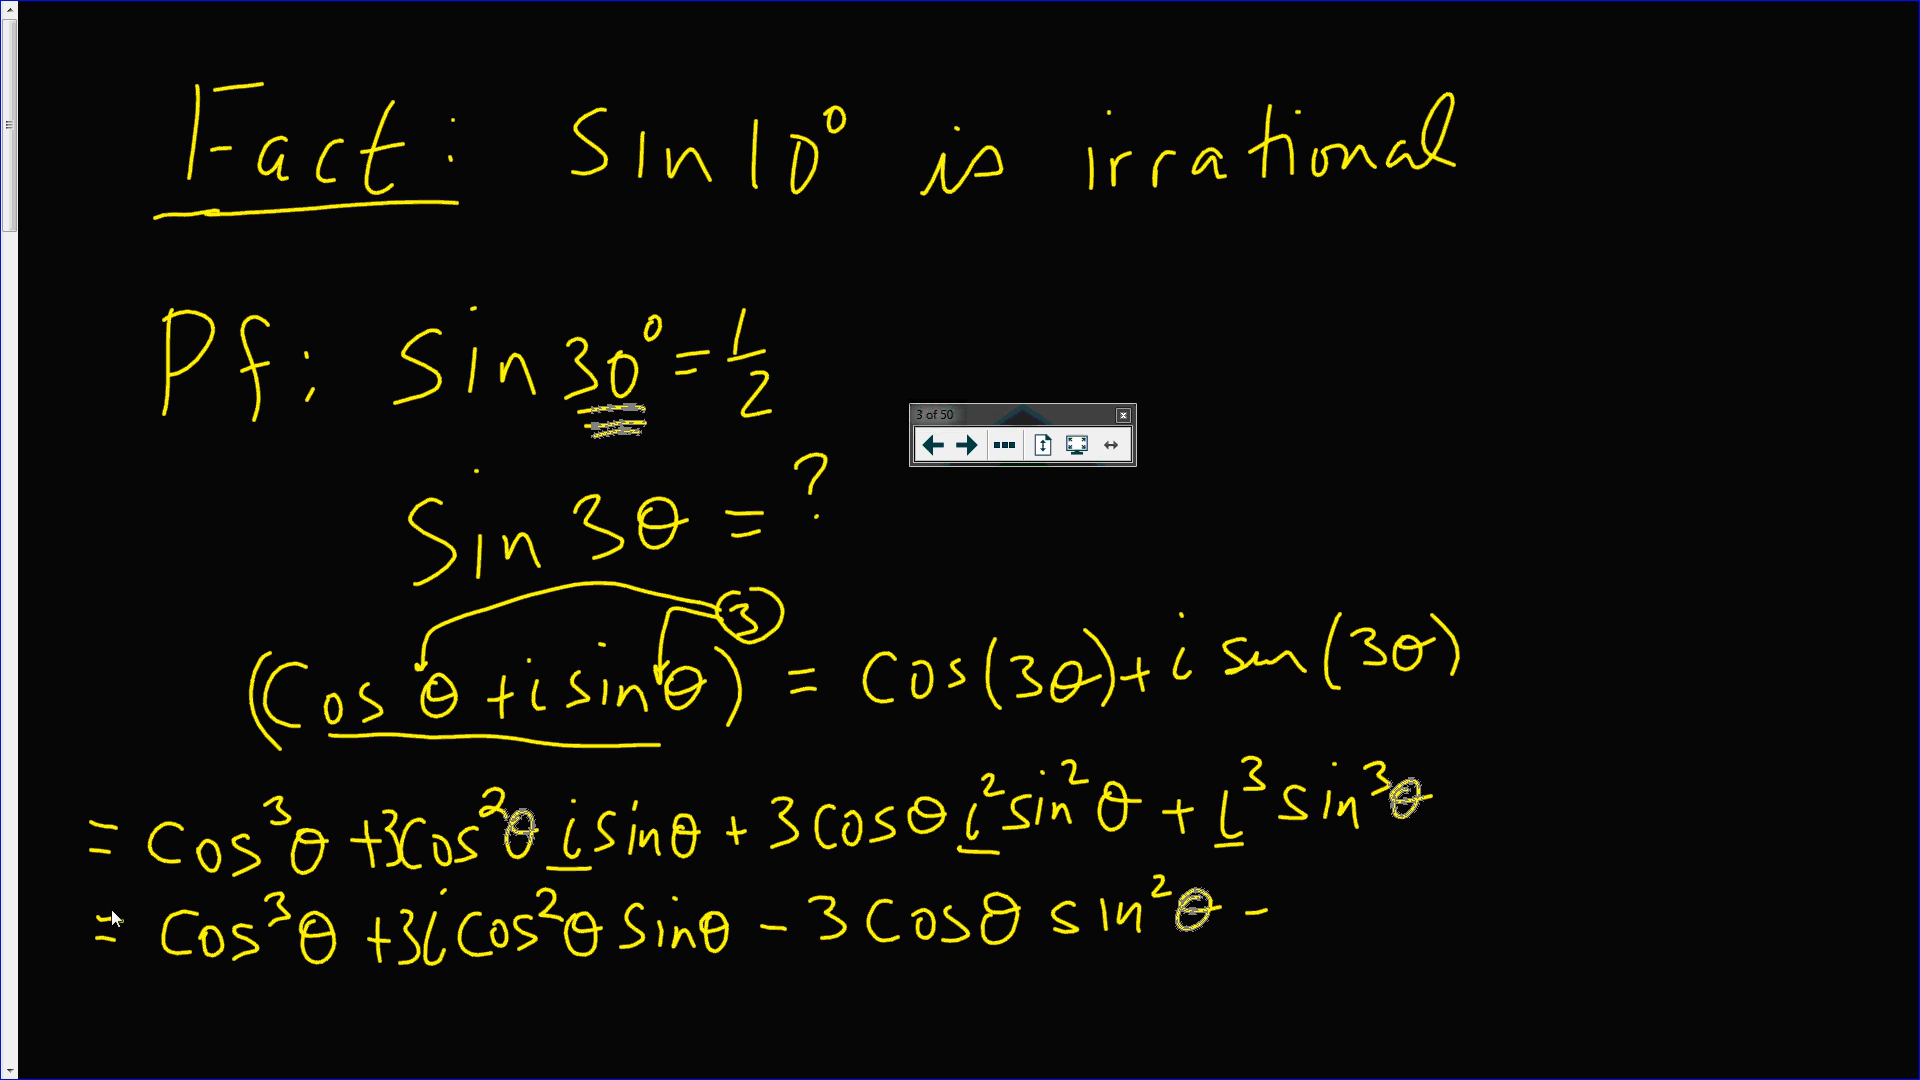 Fact: Sin 10° is irrational
Pf: Sin 30° = 1/2
3 of 50
Sin 3θ = ?
(Cos θ + i sin θ)³ = Cos(3θ) + i sin(3θ)
= Cos³θ + 3Cos²θ i sinθ + 3Cosθ i² sin²θ + i³ sin³θ
= Cos³θ + 3i Cos²θ Sinθ - 3 Cosθ sin²θ -